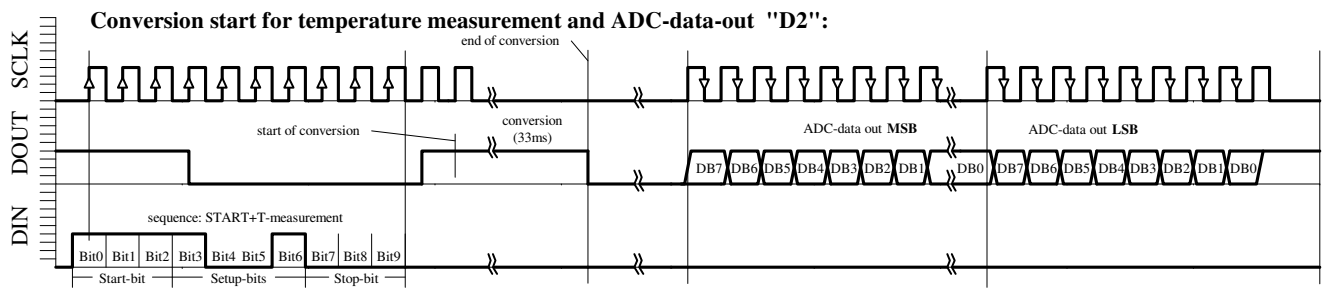 Conversion start for temperature measurement and ADC-data-out "D2":
SCLK
end of conversion
DOUT
start of conversion
conversion
(33ms)
ADC-data out MSB
ADC-data out LSB
DB7 DB6 DB5 DB4 DB3 DB2 DB1 DB0 DB7 DB6 DB5 DB4 DB3 DB2 DB1 DB0
DIN
sequence: START+T-measurement
Bit0 Bit1 Bit2 Bit3 Bit4 Bit5 Bit6 Bit7 Bit8 Bit9
Start-bit Setup-bits Stop-bit